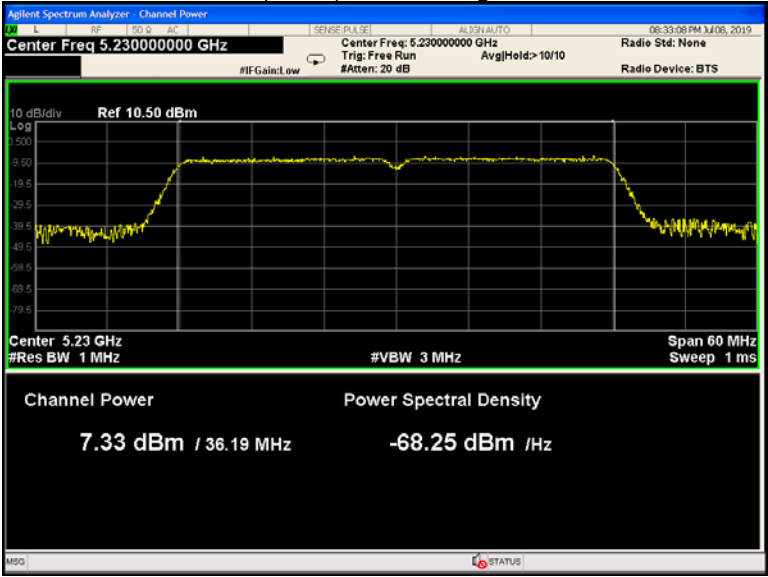 Agilent Spectrum Analyzer - Channel Power
L RF 50 Ω AC SENSE:PULSE ALIGNAUTO 08:33:08 PM Jul 08, 2019
Center Freq 5.230000000 GHz
Center Freq: 5.230000000 GHz
Radio Std: None
Trig: Free Run
Avg|Hold:>10/10
#IFGain:Low
#Atten: 20 dB
Radio Device: BTS
10 dB/div Ref 10.50 dBm
Log
0.500
-9.50
-19.5
-29.5
-39.5
-49.5
-59.5
-69.5
-79.5
Center 5.23 GHz
Span 60 MHz
#Res BW 1 MHz
#VBW 3 MHz
Sweep 1 ms
Channel Power
Power Spectral Density
7.33 dBm / 36.19 MHz
-68.25 dBm /Hz
MSG
STATUS